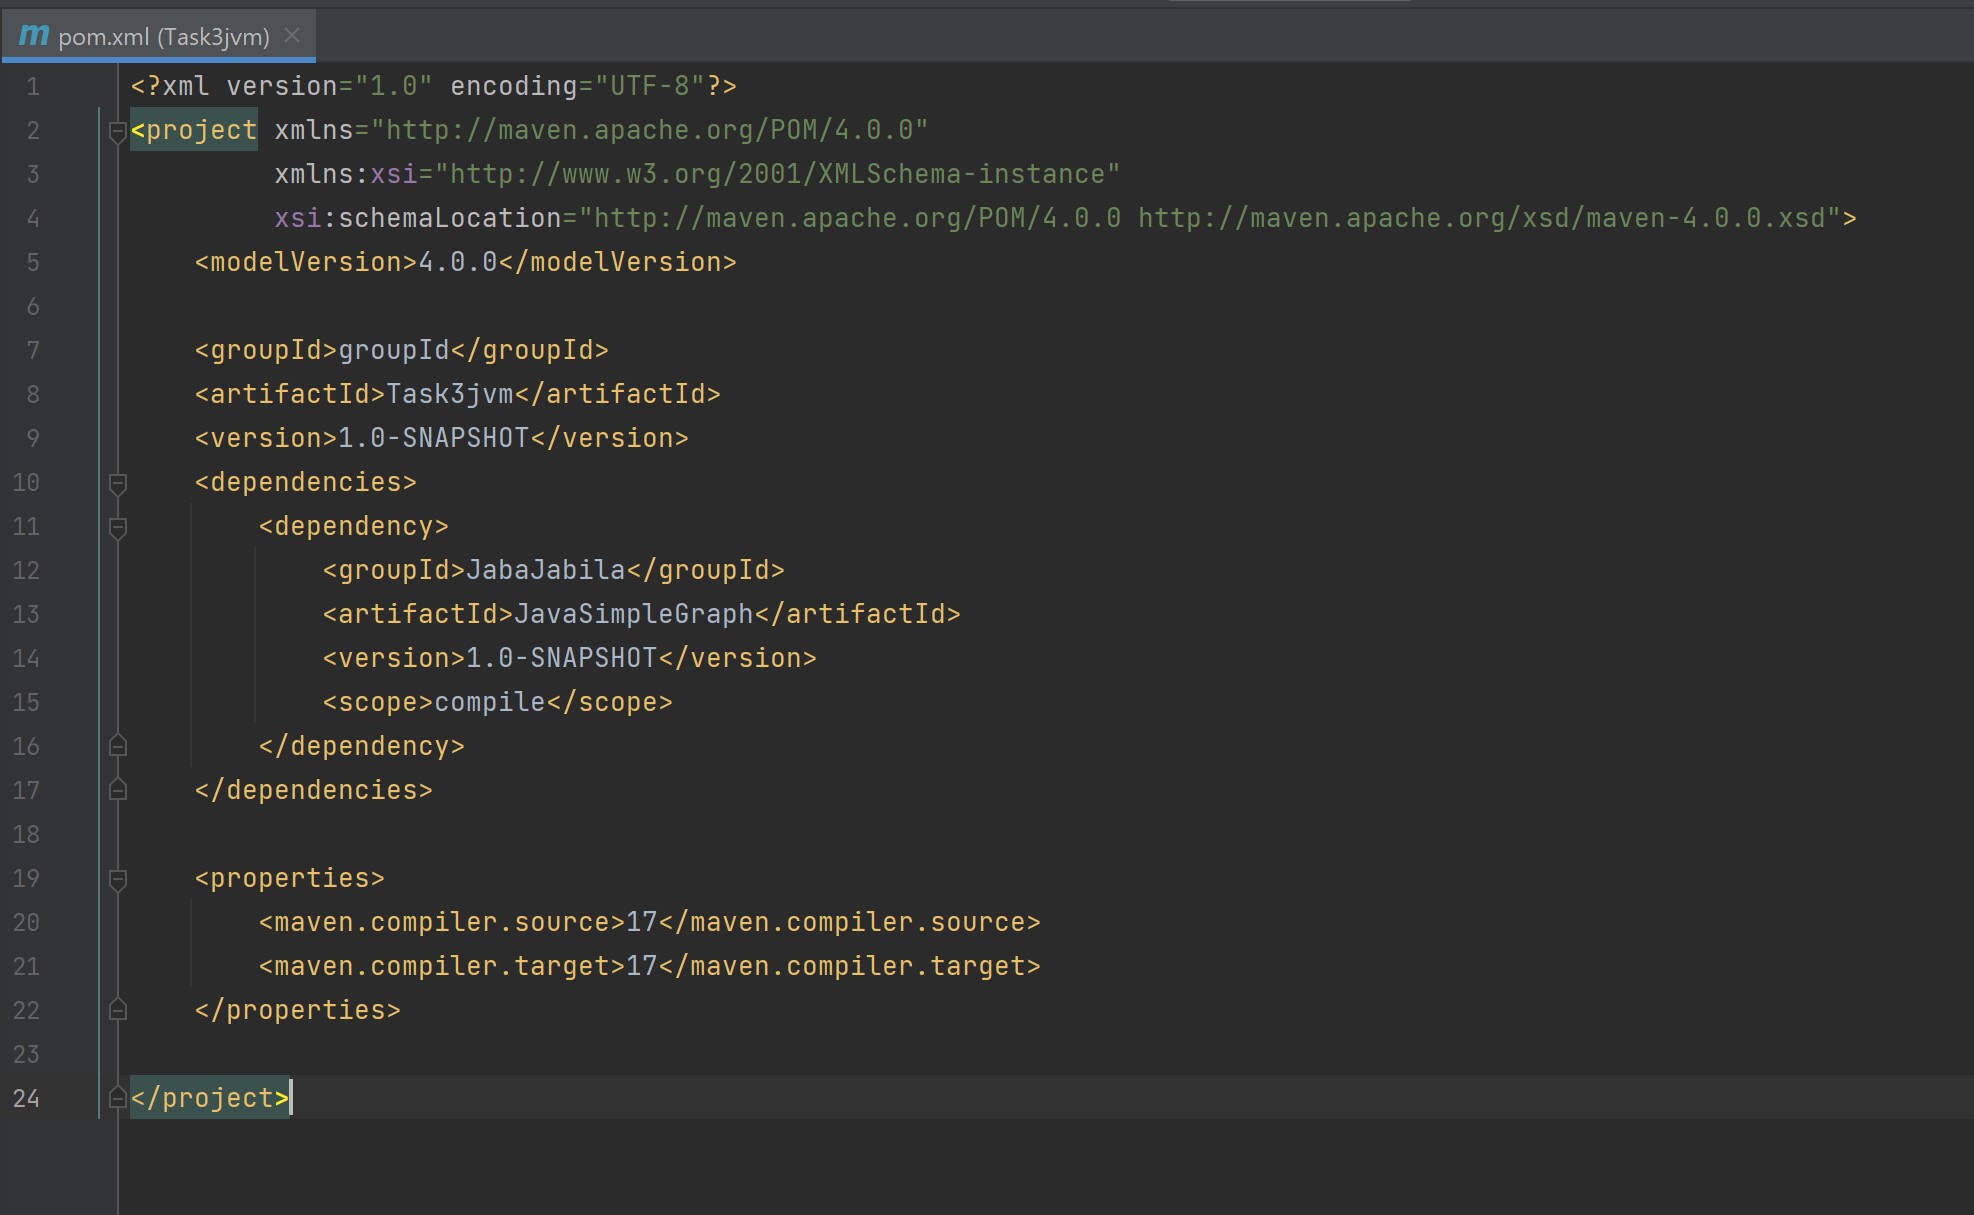 m pom.xml (Task3jvm)
1 <?xml version="1.0" encoding="UTF-8"?>
2 <project xmlns="http://maven.apache.org/POM/4.0.0"
3          xmlns:xsi="http://www.w3.org/2001/XMLSchema-instance"
4          xsi:schemaLocation="http://maven.apache.org/POM/4.0.0 http://maven.apache.org/xsd/maven-4.0.0.xsd">
5     <modelVersion>4.0.0</modelVersion>
6
7     <groupId>groupId</groupId>
8     <artifactId>Task3jvm</artifactId>
9     <version>1.0-SNAPSHOT</version>
10     <dependencies>
11         <dependency>
12             <groupId>JabaJabila</groupId>
13             <artifactId>JavaSimpleGraph</artifactId>
14             <version>1.0-SNAPSHOT</version>
15             <scope>compile</scope>
16         </dependency>
17     </dependencies>
18
19     <properties>
20         <maven.compiler.source>17</maven.compiler.source>
21         <maven.compiler.target>17</maven.compiler.target>
22     </properties>
23
24 </project>